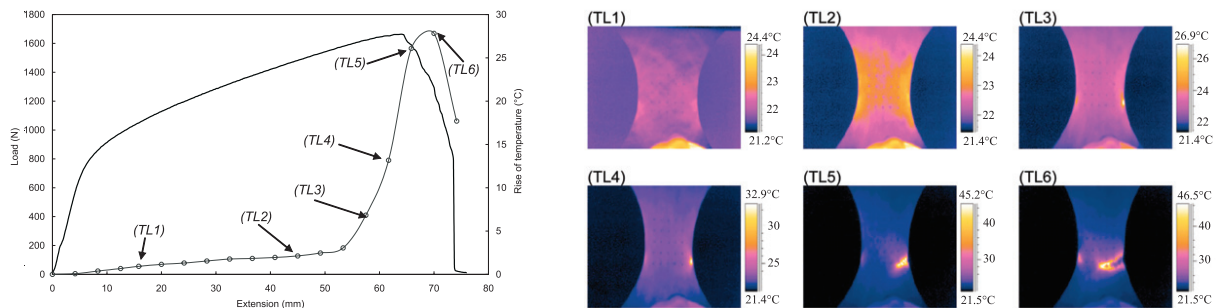 1800
1600
1400
1200
1000
800
600
400
200
0
Load (N)
0 10 20 30 40 50 60 70 80
Extension (mm)
30
25
20
15
10
5
0
Rise of temperature (°C)
(TL1)
(TL2)
(TL3)
(TL4)
(TL5)
(TL6)
(TL1)
24.4°C
24
23
22
21.2°C
(TL2)
24.4°C
24
23
22
21.4°C
(TL3)
26.9°C
26
24
22
21.4°C
(TL4)
32.9°C
30
25
21.4°C
(TL5)
45.2°C
40
30
21.5°C
(TL6)
46.5°C
40
30
21.5°C